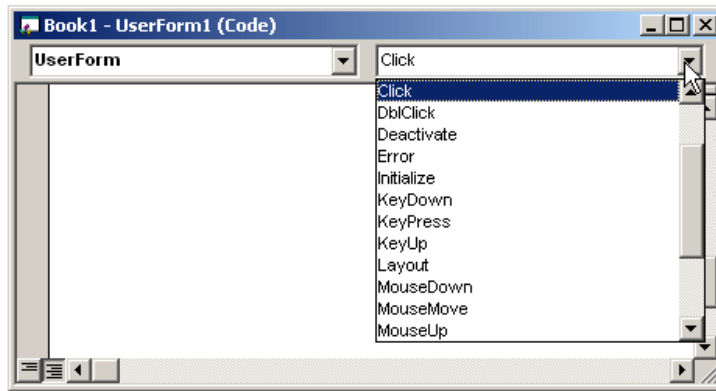 Book1 - UserForm1 (Code)
UserForm Click
Click
DblClick
Deactivate
Error
Initialize
KeyDown
KeyPress
KeyUp
Layout
MouseDown
MouseMove
MouseUp